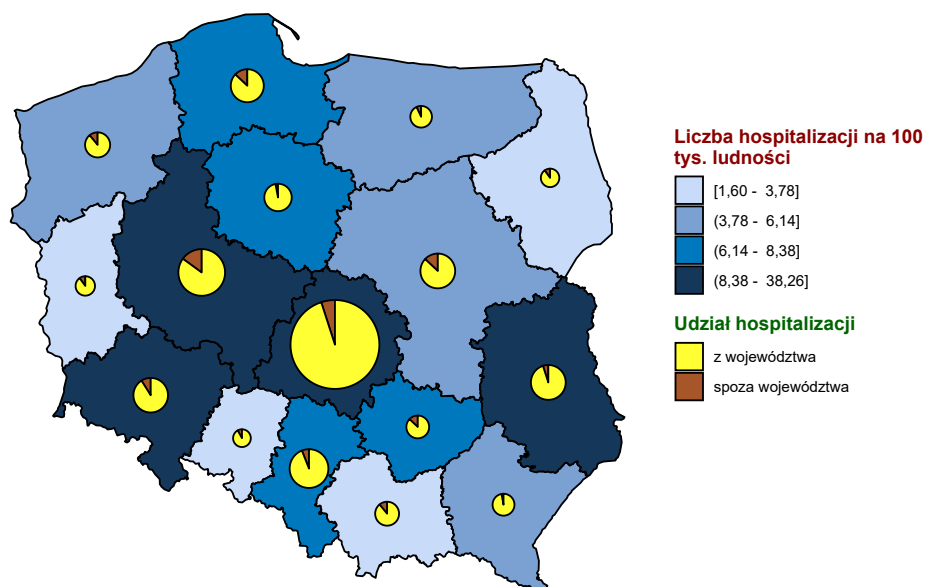 Liczba hospitalizacji na 100
tys. ludności
[1,60 - 3,78]
(3,78 - 6,14]
(6,14 - 8,38]
(8,38 - 38,26]
Udział hospitalizacji
z województwa
spoza województwa